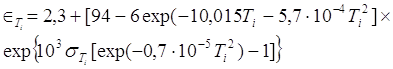 ∈_{T_i} = 2,3 + [94 − 6 exp(−10,015T_i − 5,7 · 10^{-4} T_i^2] ×
exp{10^3 σ_{T_i} [exp(−0,7 · 10^{-5} T_i^2) − 1]}